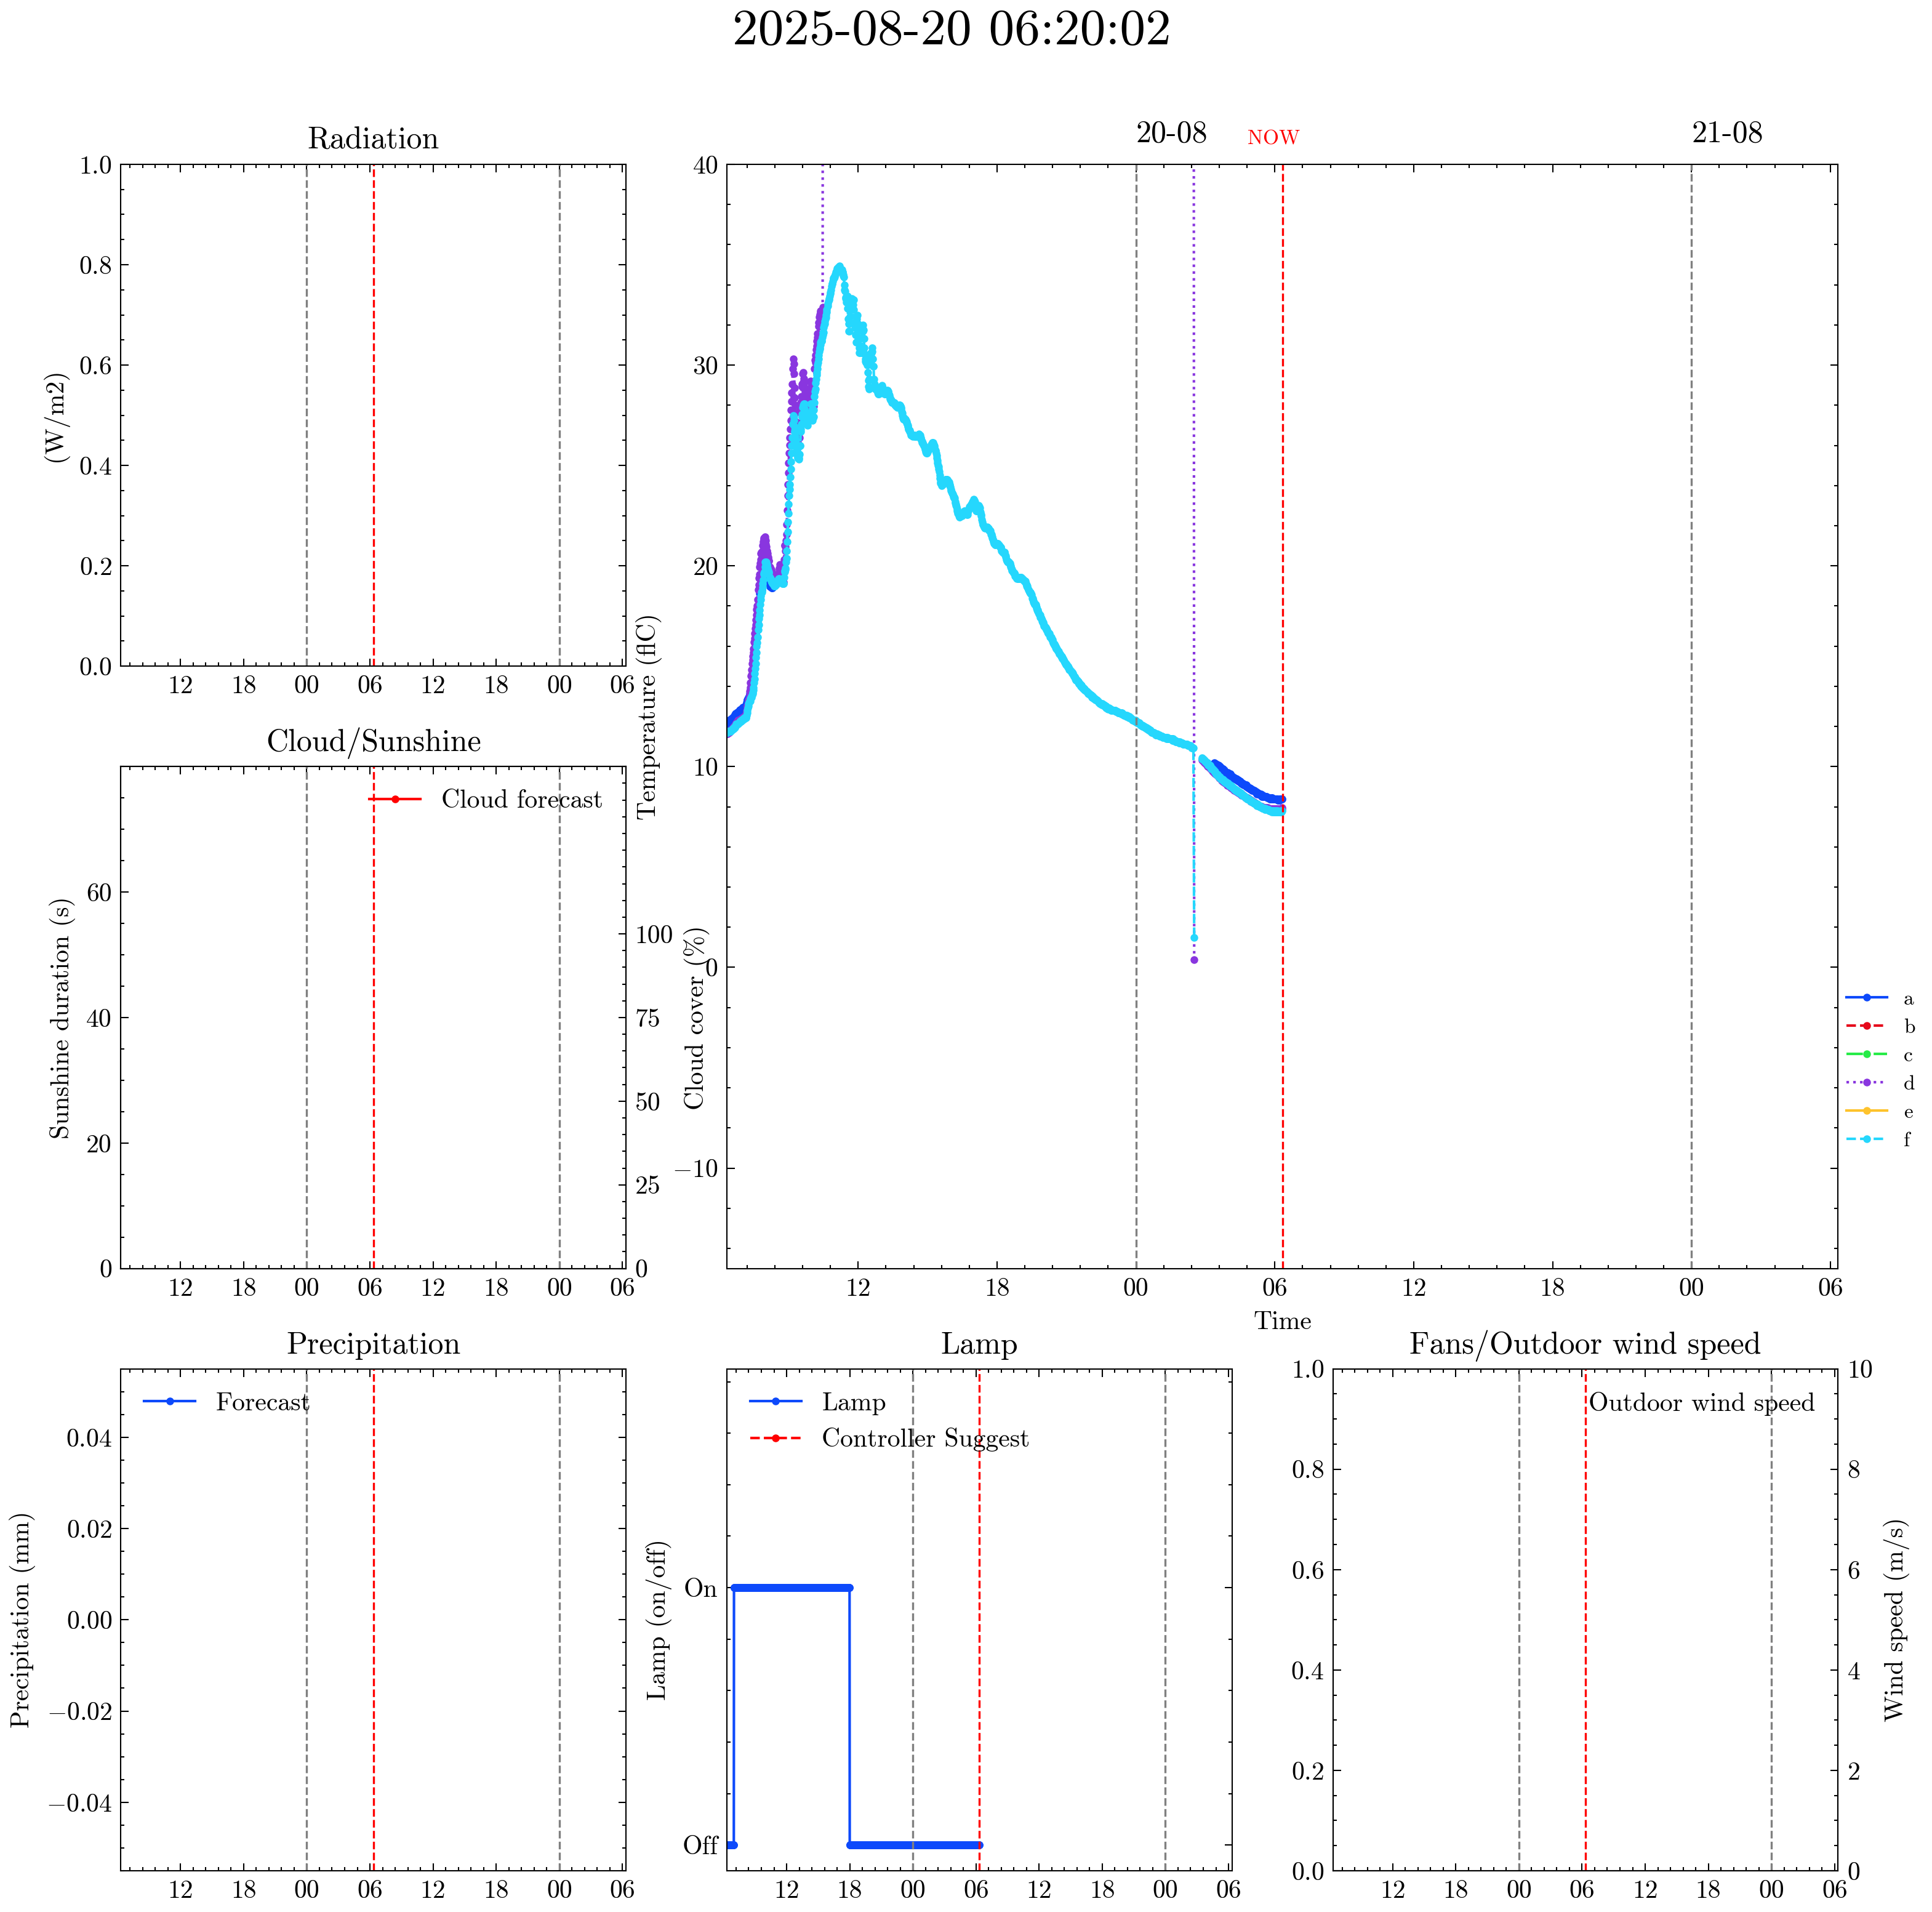 2025-08-20 06:20:02
Radiation
(W/m2)
1.0
0.8
0.6
0.4
0.2
0.0
12 18 00 06 12 18 00 06
20-08 NOW 21-08
Temperature (flC)
40
30
20
10
0
−10
12 18 00 06 12 18 00 06
Time
a
b
c
d
e
f
Cloud/Sunshine
Cloud forecast
Sunshine duration (s)
60
40
20
0
Cloud cover (%)
100
75
50
25
0
12 18 00 06 12 18 00 06
Precipitation
Forecast
Precipitation (mm)
0.04
0.02
0.00
−0.02
−0.04
12 18 00 06 12 18 00 06
Lamp
Lamp
Controller Suggest
Lamp (on/off)
On
Off
12 18 00 06 12 18 00 06
Fans/Outdoor wind speed
Outdoor wind speed
1.0
0.8
0.6
0.4
0.2
0.0
10
8
6
4
2
0
Wind speed (m/s)
12 18 00 06 12 18 00 06